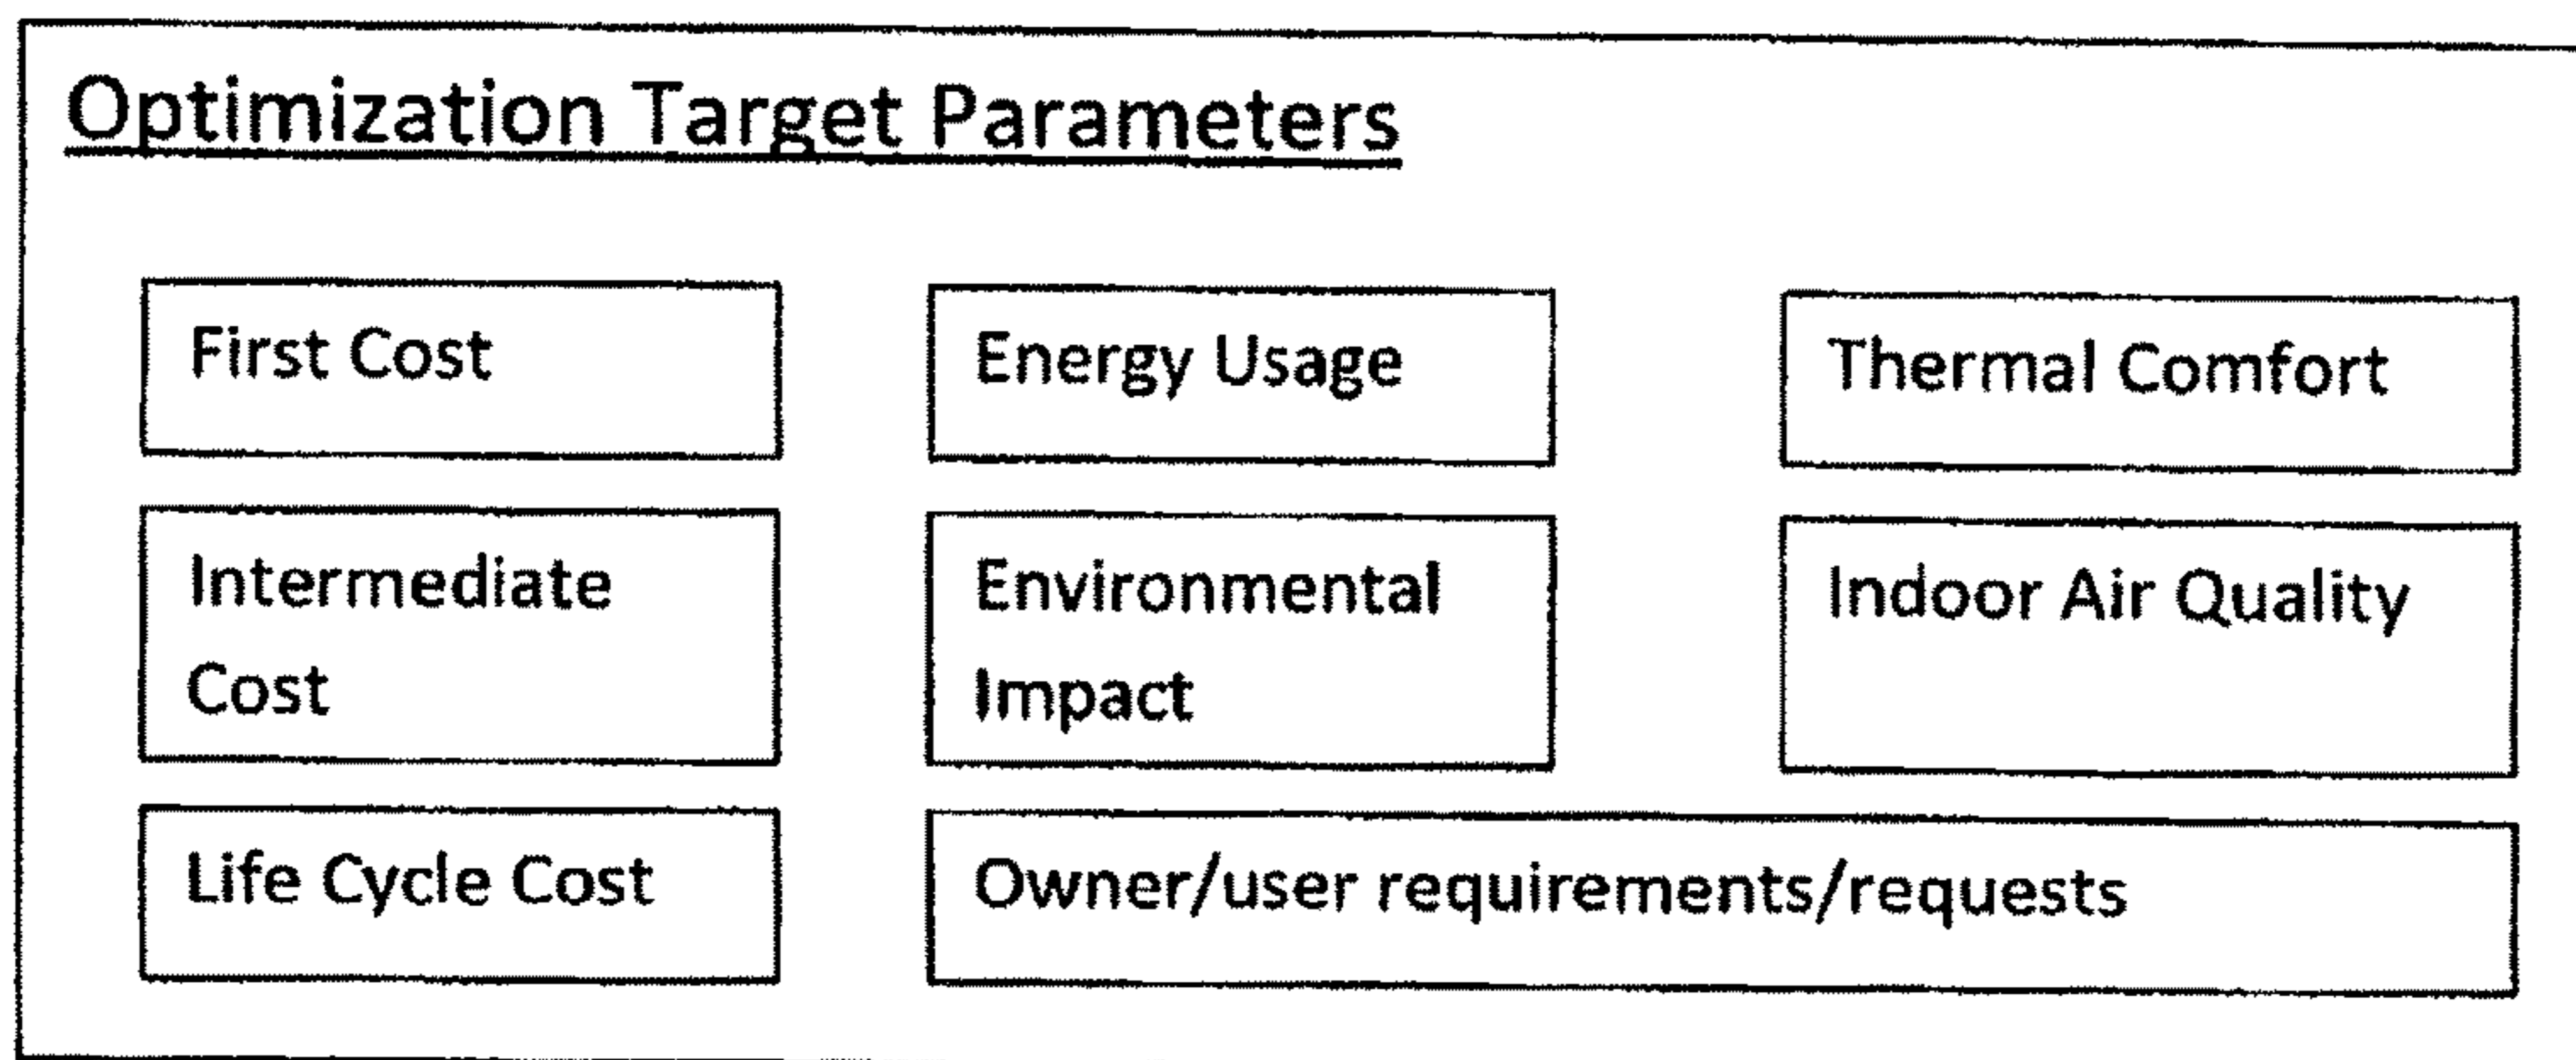 Optimization Target Parameters
First Cost
Energy Usage
Thermal Comfort
Intermediate
Cost
Environmental
Impact
Indoor Air Quality
Life Cycle Cost
Owner/user requirements/requests